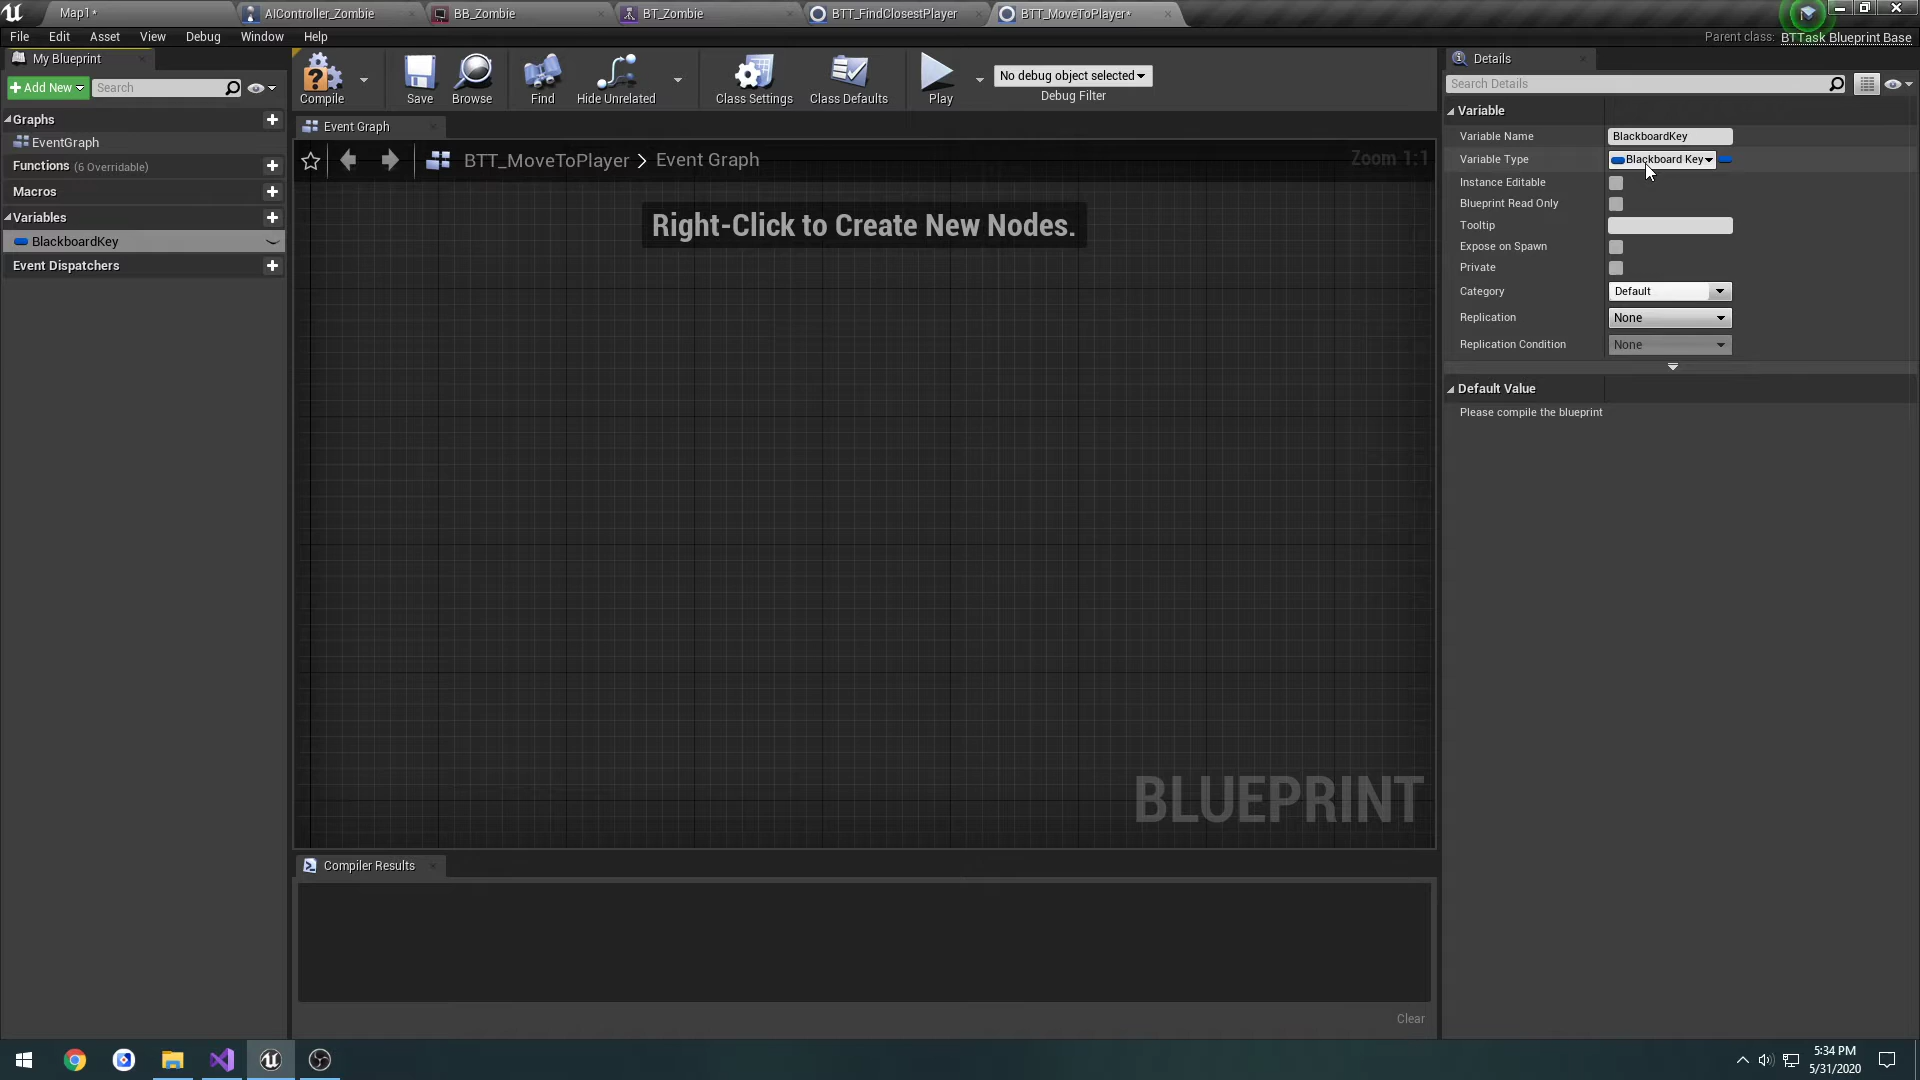 Map1*
AIController_Zombie
BB_Zombie
BT_Zombie
BTT_FindClosestPlayer
BTT_MoveToPlayer*
File Edit Asset View Debug Window Help
Parent class: BTTask Blueprint Base
My Blueprint
Add New
Search
Compile
Save
Browse
Find
Hide Unrelated
Class Settings
Class Defaults
Play
No debug object selected
Debug Filter
Graphs
EventGraph
Functions (6 Overridable)
Macros
Variables
BlackboardKey
Event Dispatchers
Event Graph
BTT_MoveToPlayer > Event Graph
Zoom 1:1
Right-Click to Create New Nodes.
BLUEPRINT
Compiler Results
Clear
Details
Search Details
Variable
Variable Name BlackboardKey
Variable Type Blackboard Key
Instance Editable
Blueprint Read Only
Tooltip
Expose on Spawn
Private
Category Default
Replication None
Replication Condition None
Default Value
Please compile the blueprint
5:34 PM
5/31/2020